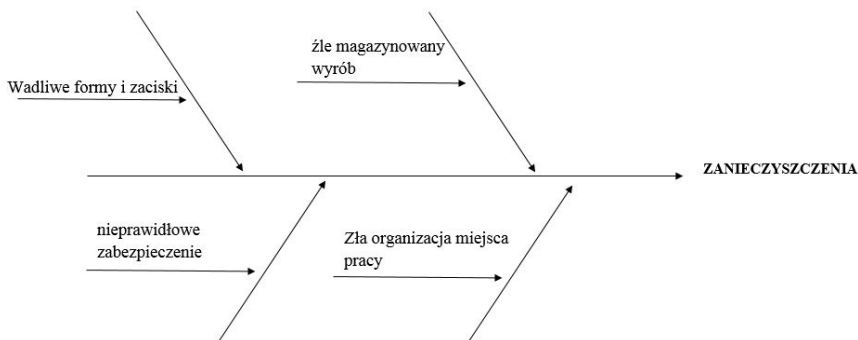 źle magazynowany
wyrób
Wadliwe formy i zaciski
ZANIECZYSZCZENIA
nieprawidłowe
zabezpieczenie
Zła organizacja miejsca
pracy